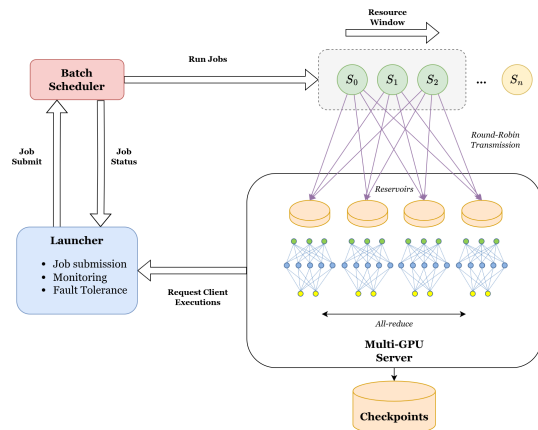 Resource
Window
Batch
Scheduler
Run Jobs
S0
S1
S2
...
Sn
Job
Submit
Job
Status
Round-Robin
Transmission
Reservoirs
Launcher
• Job submission
• Monitoring
• Fault Tolerance
Request Client
Executions
All-reduce
Multi-GPU
Server
Checkpoints